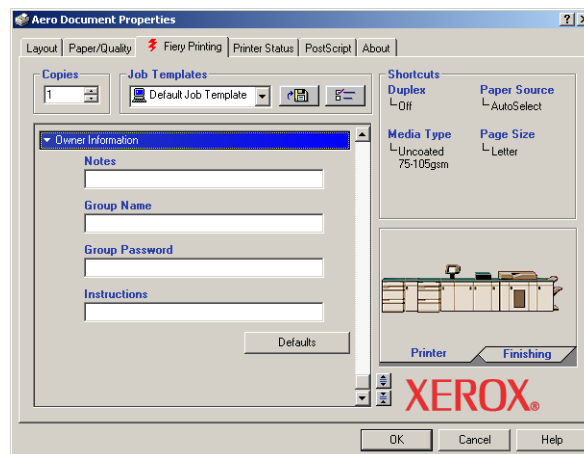 Aero Document Properties
Layout
Paper/Quality
Fiery Printing
Printer Status
PostScript
About
Copies
1
Job Templates
Default Job Template
Owner Information
Notes
Group Name
Group Password
Instructions
Defaults
Shortcuts
Duplex
Off
Paper Source
AutoSelect
Media Type
Uncoated
75-105gsm
Page Size
Letter
Printer
Finishing
XEROX®
OK
Cancel
Help